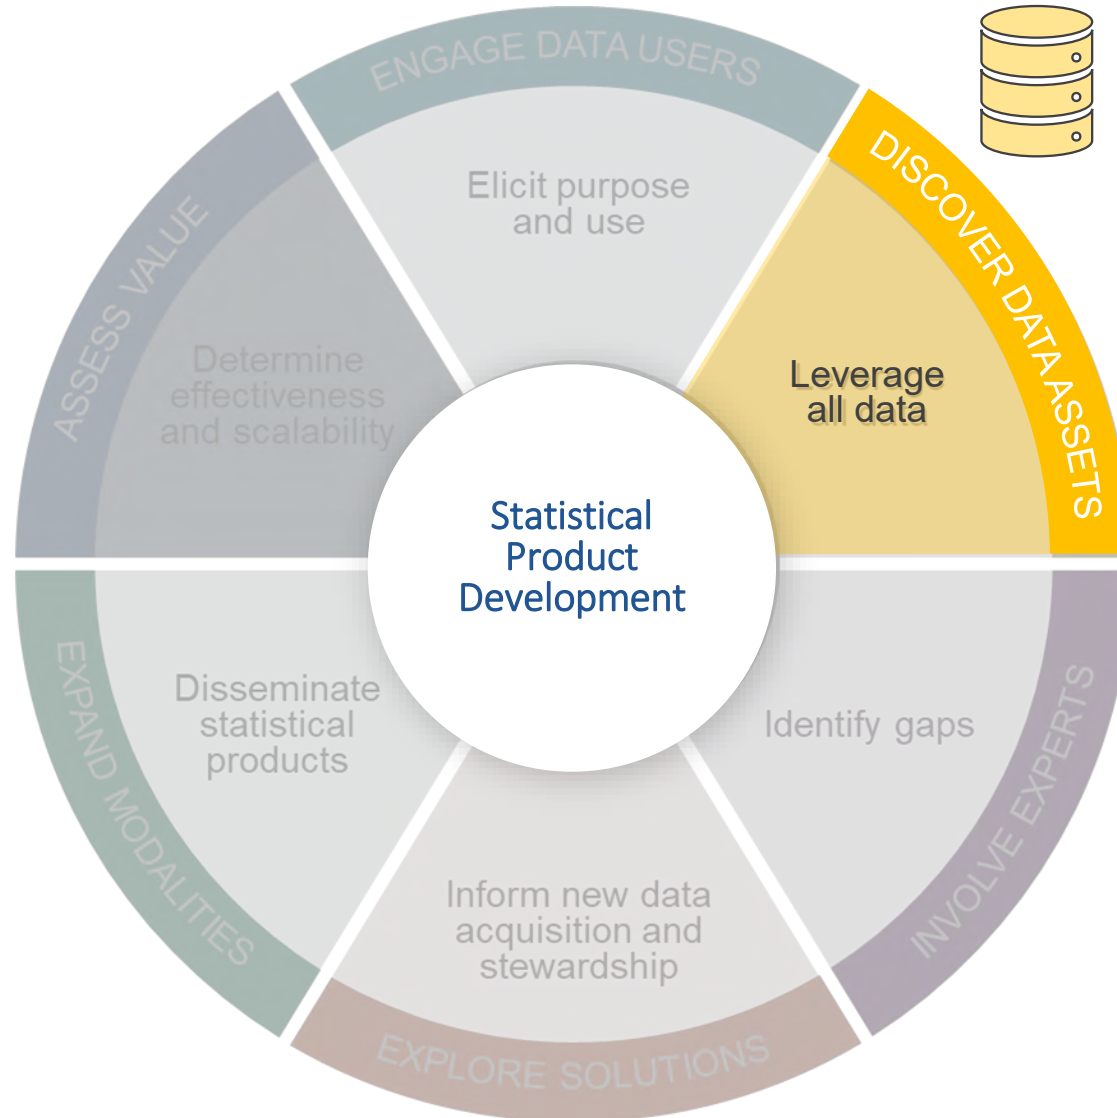 ENGAGE DATA USERS
Elicit purpose
and use
DISCOVER DATA ASSETS
Leverage
all data
INVOLVE EXPERTS
Identify gaps
EXPLORE SOLUTIONS
Inform new data
acquisition and
stewardship
EXPAND MODALITIES
Disseminate
statistical
products
ASSESS VALUE
Determine
effectiveness
and scalability
Statistical
Product
Development